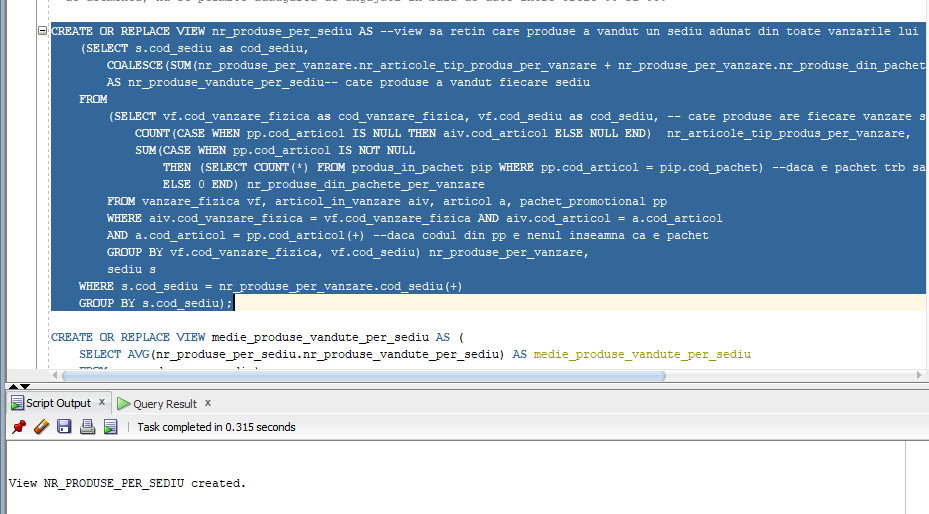 CREATE OR REPLACE VIEW nr_produse_per_sediu AS --view sa retin care produse a vandut un sediu adunat din toate vanzarile lui
(SELECT s.cod_sediu as cod_sediu,
COALESCE(SUM(nr_produse_per_vanzare.nr_articole_tip_produs_per_vanzare + nr_produse_per_vanzare.nr_produse_din_pachet
AS nr_produse_vandute_per_sediu-- cate produse a vandut fiecare sediu
FROM
(SELECT vf.cod_vanzare_fizica as cod_vanzare_fizica, vf.cod_sediu as cod_sediu, -- cate produse are fiecare vanzare s
COUNT(CASE WHEN pp.cod_articol IS NULL THEN aiv.cod_articol ELSE NULL END) nr_articole_tip_produs_per_vanzare,
SUM(CASE WHEN pp.cod_articol IS NOT NULL
THEN (SELECT COUNT(*) FROM produs_in_pachet pip WHERE pp.cod_articol = pip.cod_pachet) --daca e pachet trb sa
ELSE 0 END) nr_produse_din_pachete_per_vanzare
FROM vanzare_fizica vf, articol_in_vanzare aiv, articol a, pachet_promotional pp
WHERE aiv.cod_vanzare_fizica = vf.cod_vanzare_fizica AND aiv.cod_articol = a.cod_articol
AND a.cod_articol = pp.cod_articol(+) --daca codul din pp e nenul inseamna ca e pachet
GROUP BY vf.cod_vanzare_fizica, vf.cod_sediu) nr_produse_per_vanzare,
sediu s
WHERE s.cod_sediu = nr_produse_per_vanzare.cod_sediu(+)
GROUP BY s.cod_sediu);
CREATE OR REPLACE VIEW medie_produse_vandute_per_sediu AS (
SELECT AVG(nr_produse_per_sediu.nr_produse_vandute_per_sediu) AS medie_produse_vandute_per_sediu
Script Output x Query Result x
Task completed in 0.315 seconds
View NR_PRODUSE_PER_SEDIU created.